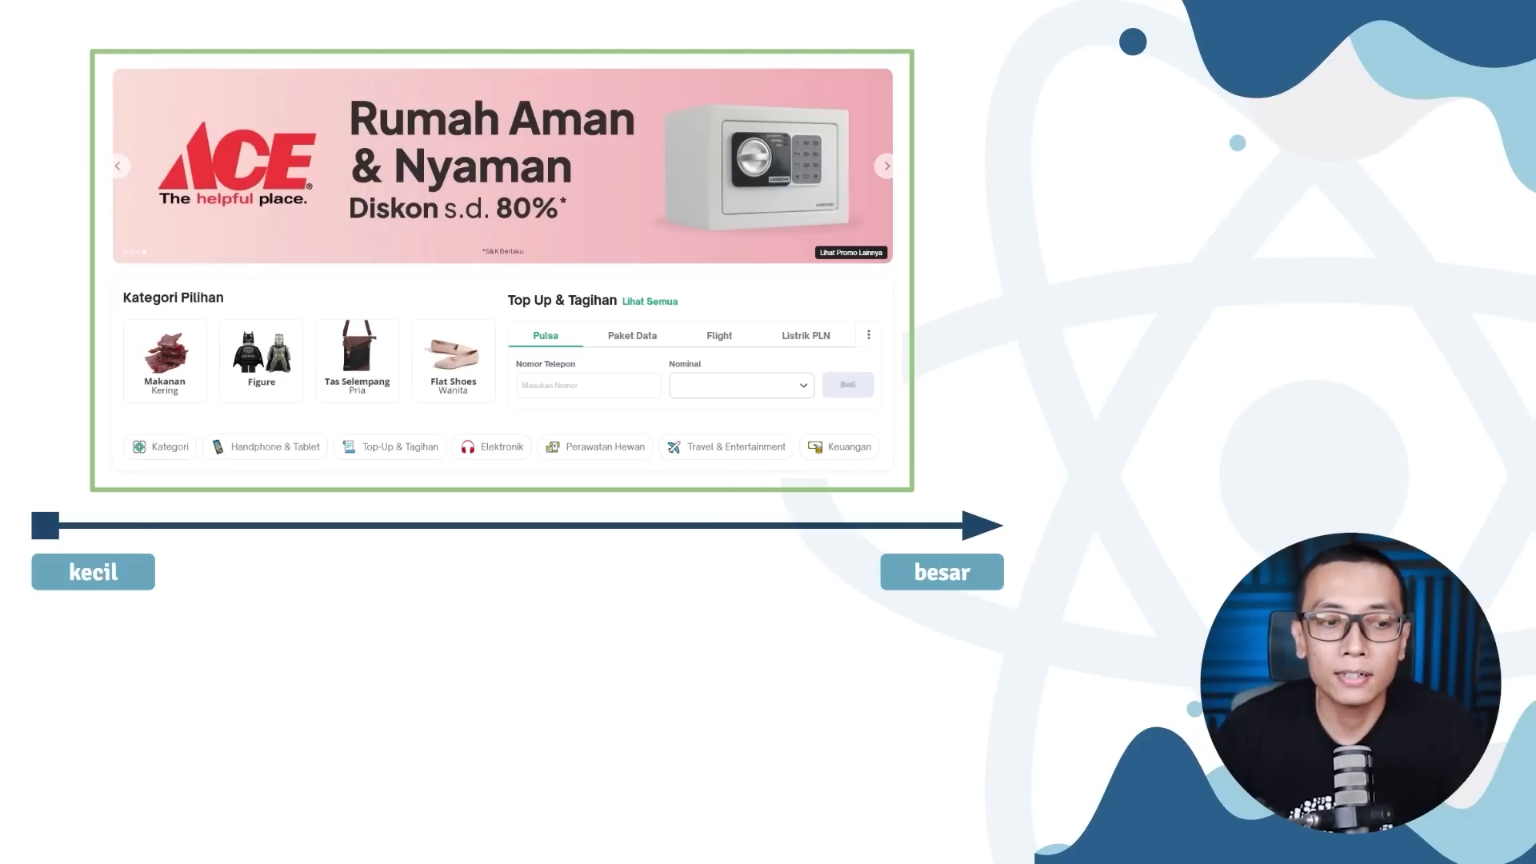 ACE
The helpful place.
Rumah Aman
& Nyaman
Diskon s.d. 80%*
*S&K Berlaku
Lihat Promo Lainnya
Kategori Pilihan
Makanan
Kering
Figure
Tas Selempang
Pria
Flat Shoes
Wanita
Top Up & Tagihan Lihat Semua
Pulsa Paket Data Flight Listrik PLN
Nomor Telepon Nominal
Masukan Nomor Beli
Kategori Handphone & Tablet Top-Up & Tagihan Elektronik Perawatan Hewan Travel & Entertainment Keuangan
kecil besar